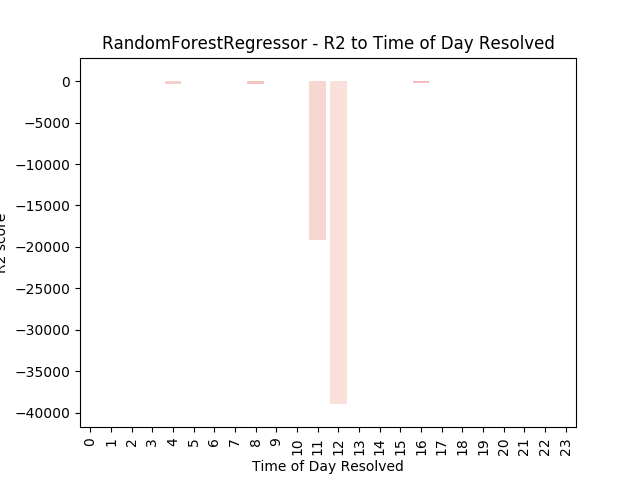 RandomForestRegressor - R2 to Time of Day Resolved
0
−5000
−10000
−15000
−20000
−25000
−30000
−35000
−40000
R2 score
0 1 2 3 4 5 6 7 8 9 10 11 12 13 14 15 16 17 18 19 20 21 22 23
Time of Day Resolved